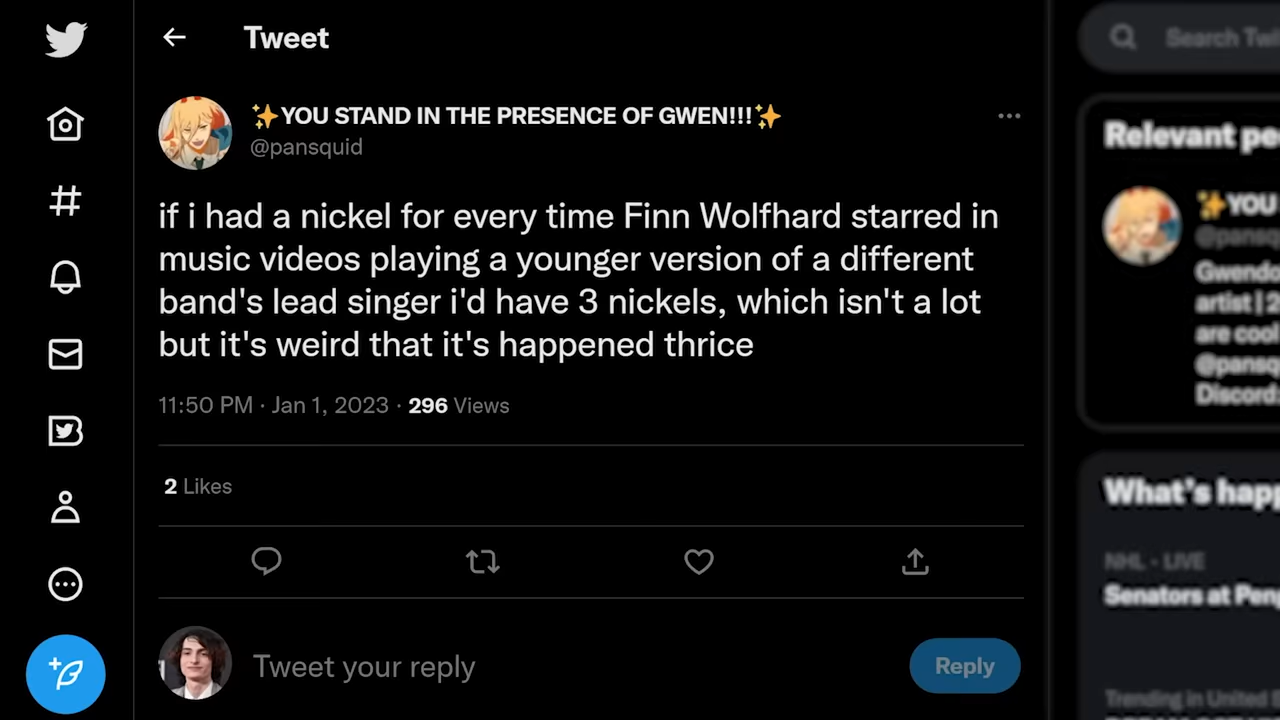 Tweet
✨YOU STAND IN THE PRESENCE OF GWEN!!!✨
@pansquid
if i had a nickel for every time Finn Wolfhard starred in
music videos playing a younger version of a different
band's lead singer i'd have 3 nickels, which isn't a lot
but it's weird that it's happened thrice
11:50 PM · Jan 1, 2023 · 296 Views
2 Likes
Tweet your reply
Reply
Search Twi
Relevant pe
✨YOU
@pansq
Gwendo
artist | 2
are cool
@pansq
Discord:
What's happ
NHL · LIVE
Senators at Peng
Trending in United S